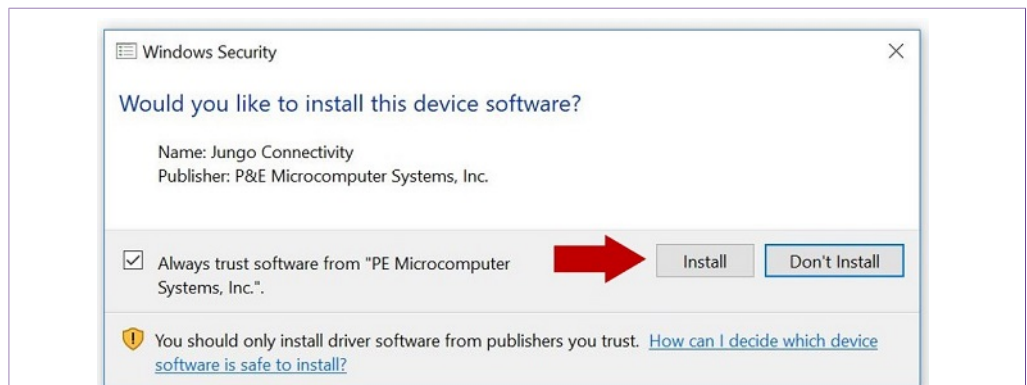 Windows Security
Would you like to install this device software?
Name: Jungo Connectivity
Publisher: P&E Microcomputer Systems, Inc.
Always trust software from "PE Microcomputer
Systems, Inc.".
Install
Don't Install
You should only install driver software from publishers you trust. How can I decide which device
software is safe to install?